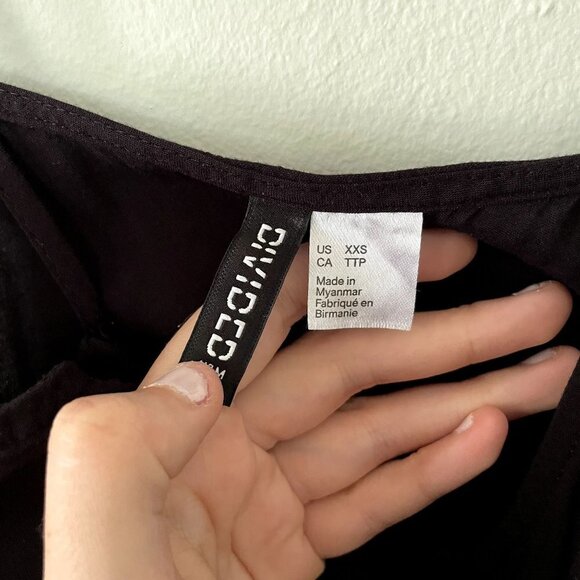 DIVIDED
H&M
US XXS
CA TTP
Made in
Myanmar
Fabriqué en
Birmanie